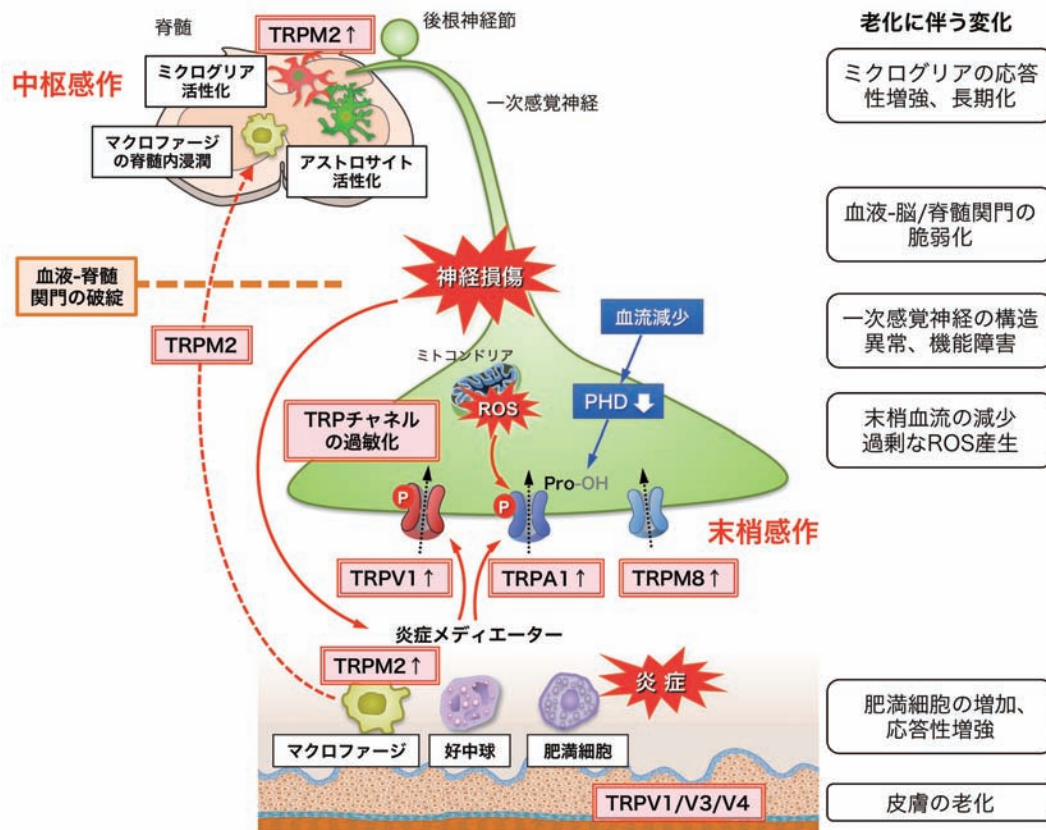 脊髄
TRPM2↑
後根神経節
中枢感作
ミクログリア
活性化
一次感覚神経
マクロファージ
の脊髄内浸潤
アストロサイト
活性化
血液-脊髄
関門の破綻
神経損傷
TRPM2
血流減少
ミトコンドリア
ROS
PHD
TRPチャネル
の過敏化
Pro-OH
P
P
末梢感作
TRPV1↑
TRPA1↑
TRPM8↑
炎症メディエーター
TRPM2↑
炎症
マクロファージ
好中球
肥満細胞
TRPV1/V3/V4
老化に伴う変化
ミクログリアの応答
性増強、長期化
血液-脳/脊髄関門の
脆弱化
一次感覚神経の構造
異常、機能障害
末梢血流の減少
過剰なROS産生
肥満細胞の増加、
応答性増強
皮膚の老化